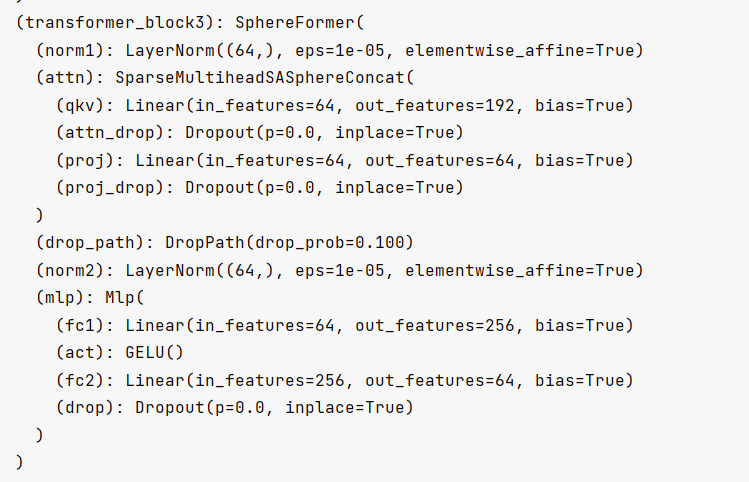 (transformer_block3): SphereFormer(
  (norm1): LayerNorm((64,), eps=1e-05, elementwise_affine=True)
  (attn): SparseMultiheadSASphereConcat(
    (qkv): Linear(in_features=64, out_features=192, bias=True)
    (attn_drop): Dropout(p=0.0, inplace=True)
    (proj): Linear(in_features=64, out_features=64, bias=True)
    (proj_drop): Dropout(p=0.0, inplace=True)
  )
  (drop_path): DropPath(drop_prob=0.100)
  (norm2): LayerNorm((64,), eps=1e-05, elementwise_affine=True)
  (mlp): Mlp(
    (fc1): Linear(in_features=64, out_features=256, bias=True)
    (act): GELU()
    (fc2): Linear(in_features=256, out_features=64, bias=True)
    (drop): Dropout(p=0.0, inplace=True)
  )
)